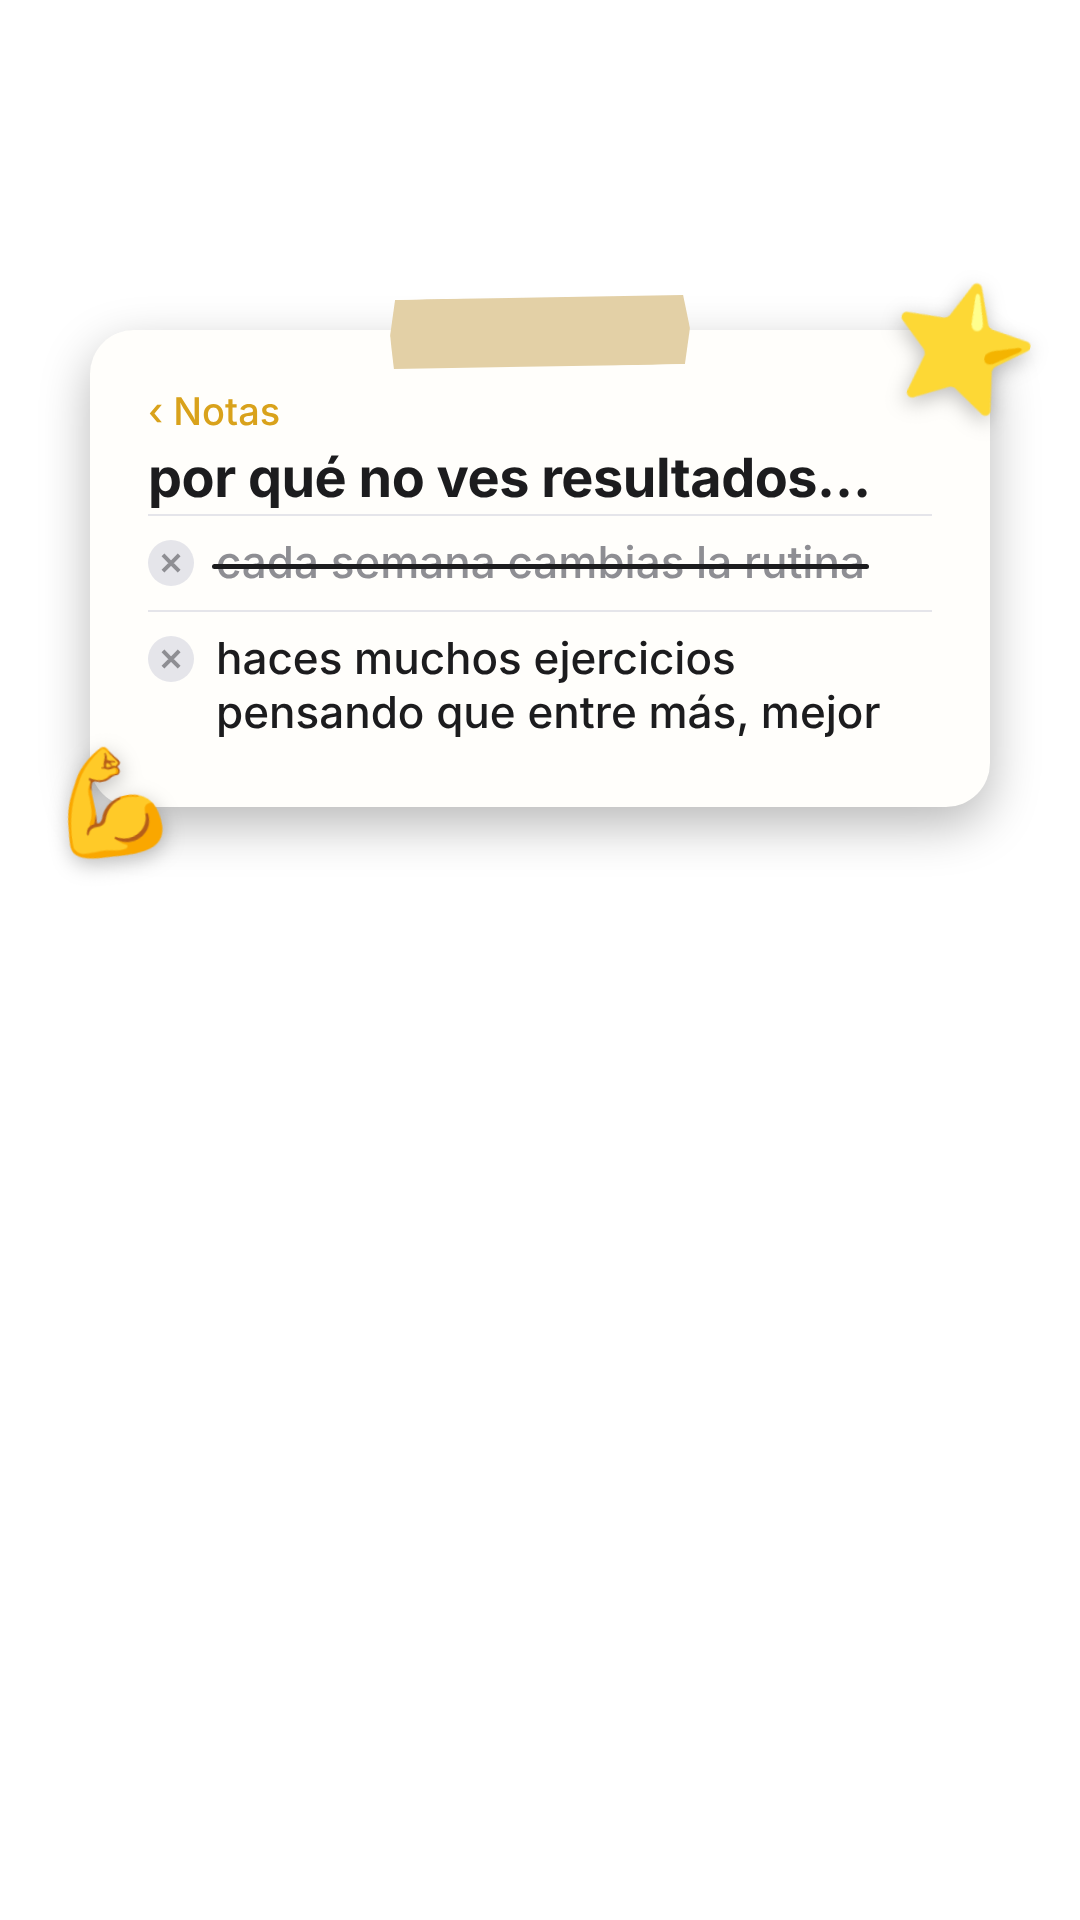 ‹ Notas
por qué no ves resultados...
cada semana cambias la rutina
haces muchos ejercicios
pensando que entre más, mejor